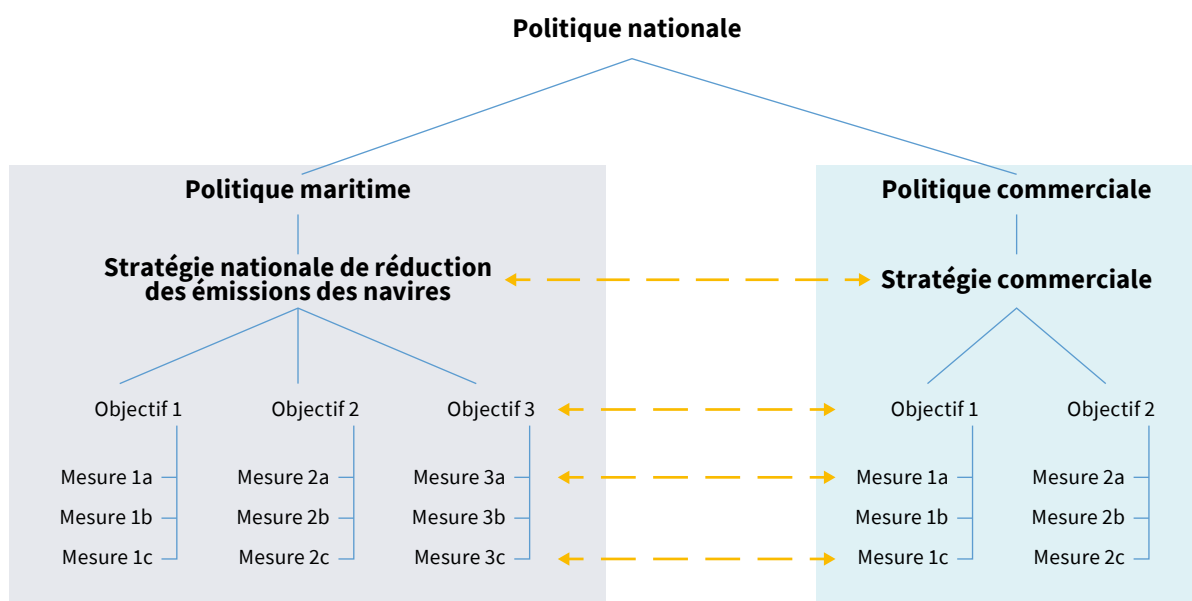 Politique nationale
Politique maritime
Politique commerciale
Stratégie nationale de réduction
des émissions des navires
Stratégie commerciale
Objectif 1
Objectif 2
Objectif 3
Objectif 1
Objectif 2
Mesure 1a
Mesure 2a
Mesure 3a
Mesure 1a
Mesure 2a
Mesure 1b
Mesure 2b
Mesure 3b
Mesure 1b
Mesure 2b
Mesure 1c
Mesure 2c
Mesure 3c
Mesure 1c
Mesure 2c